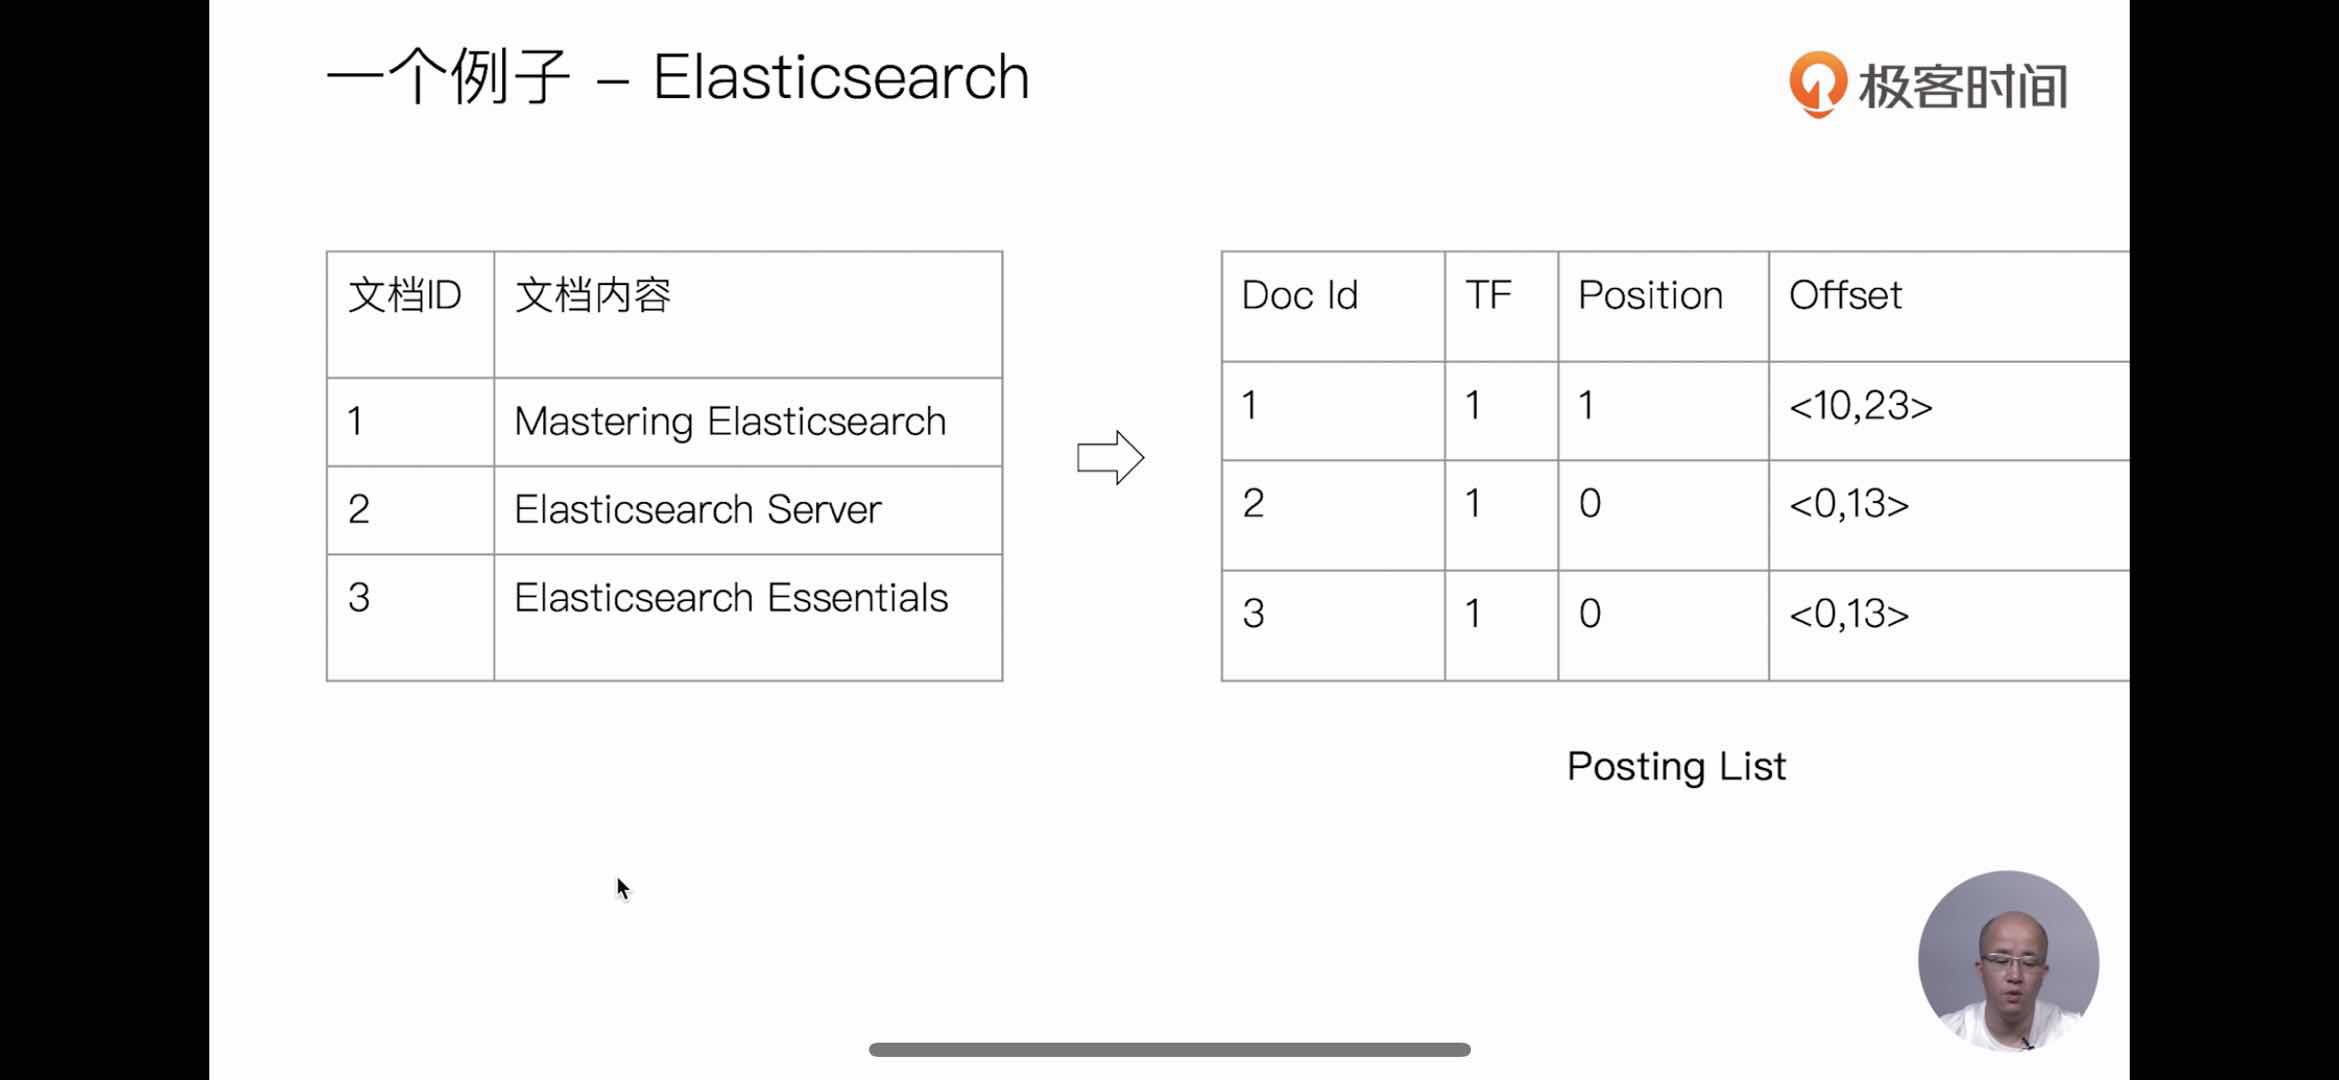 一个例子 – Elasticsearch
极客时间
文档ID 文档内容
1 Mastering Elasticsearch
2 Elasticsearch Server
3 Elasticsearch Essentials
Doc Id TF Position Offset
1 1 1 <10,23>
2 1 0 <0,13>
3 1 0 <0,13>
Posting List